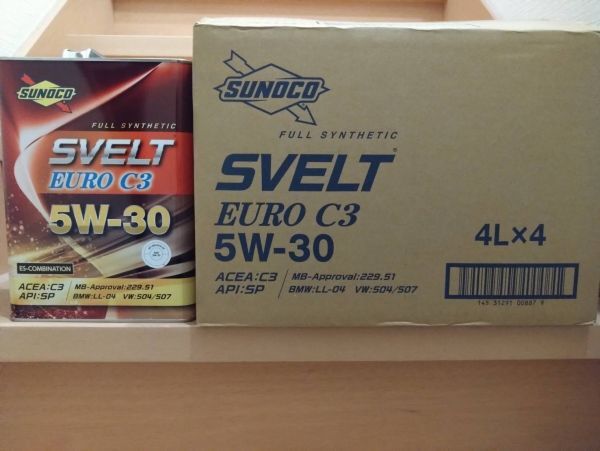 SUNOCO
FULL SYNTHETIC
SVELT
EURO C3
5W-30
ES-COMBINATION
ACEA:C3
API:SP
MB-Approval:229.51
BMW:LL-04 VW:504/507
SUNOCO
FULL SYNTHETIC
SVELT
EURO C3
5W-30
ACEA:C3
API:SP
MB-Approval:229.51
BMW:LL-04 VW:504/507
4L×4